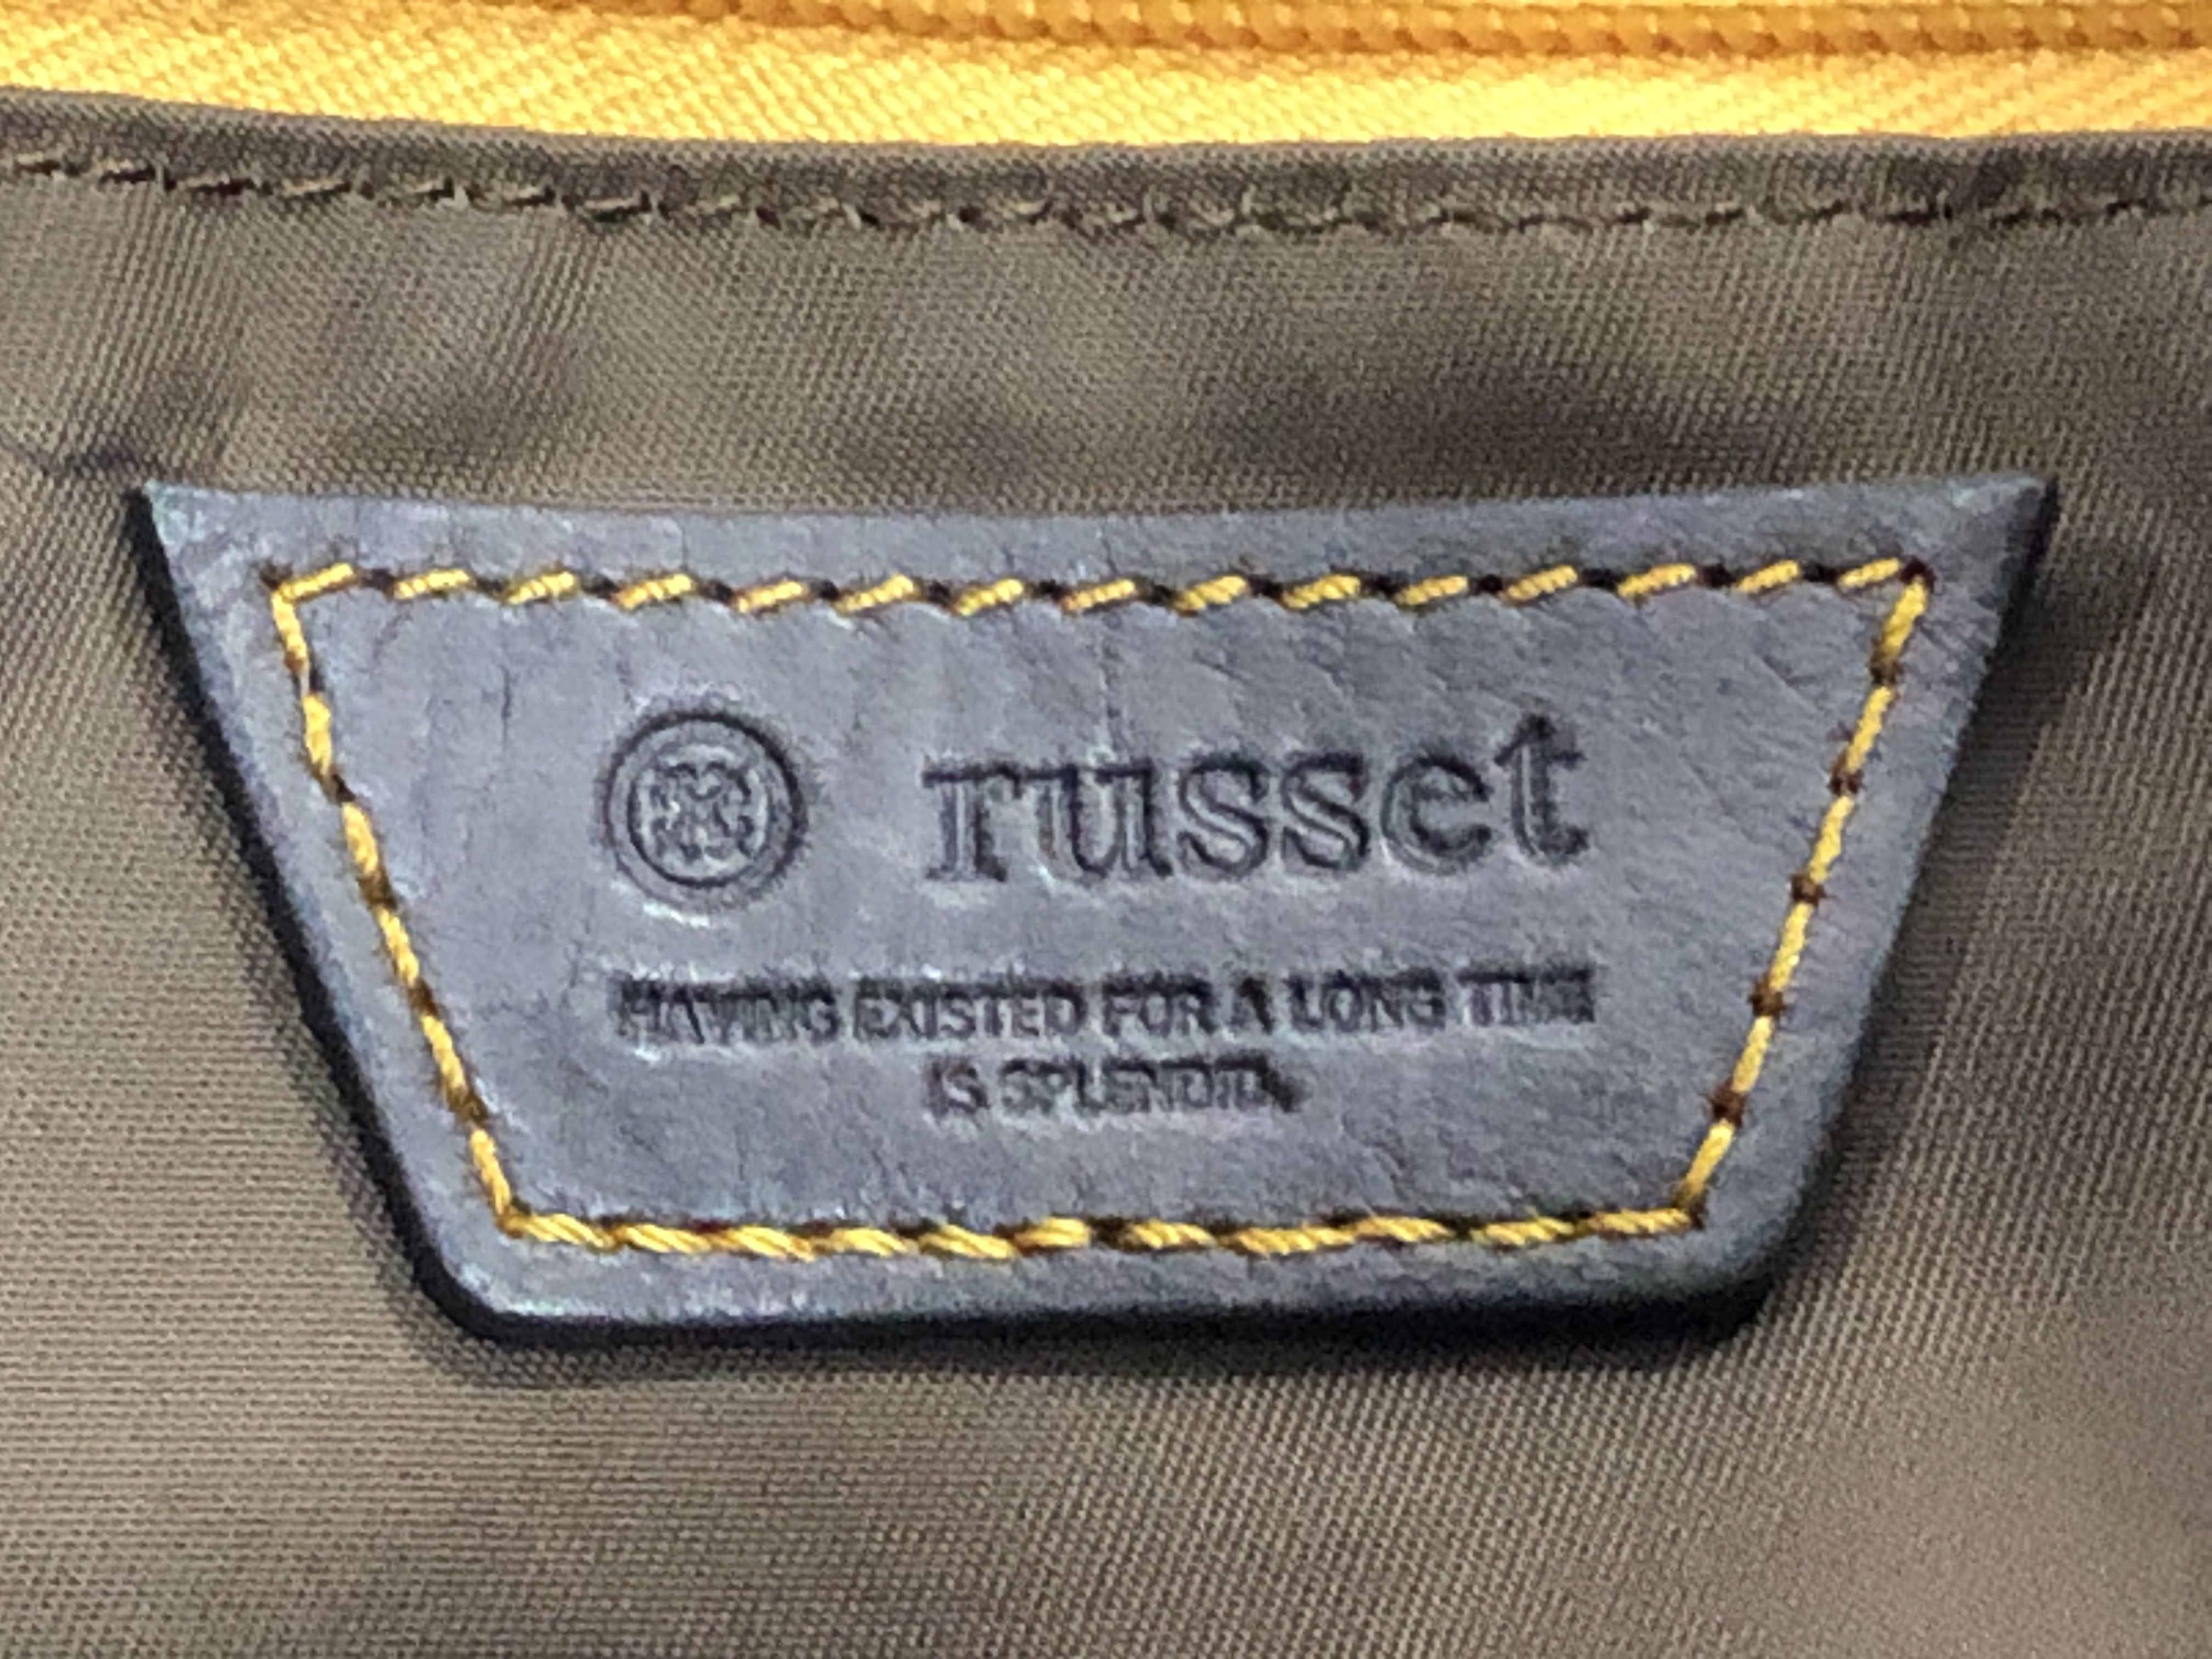 russet
HAVING EXISTED FOR A LONG TIME
IS SPLENDID.